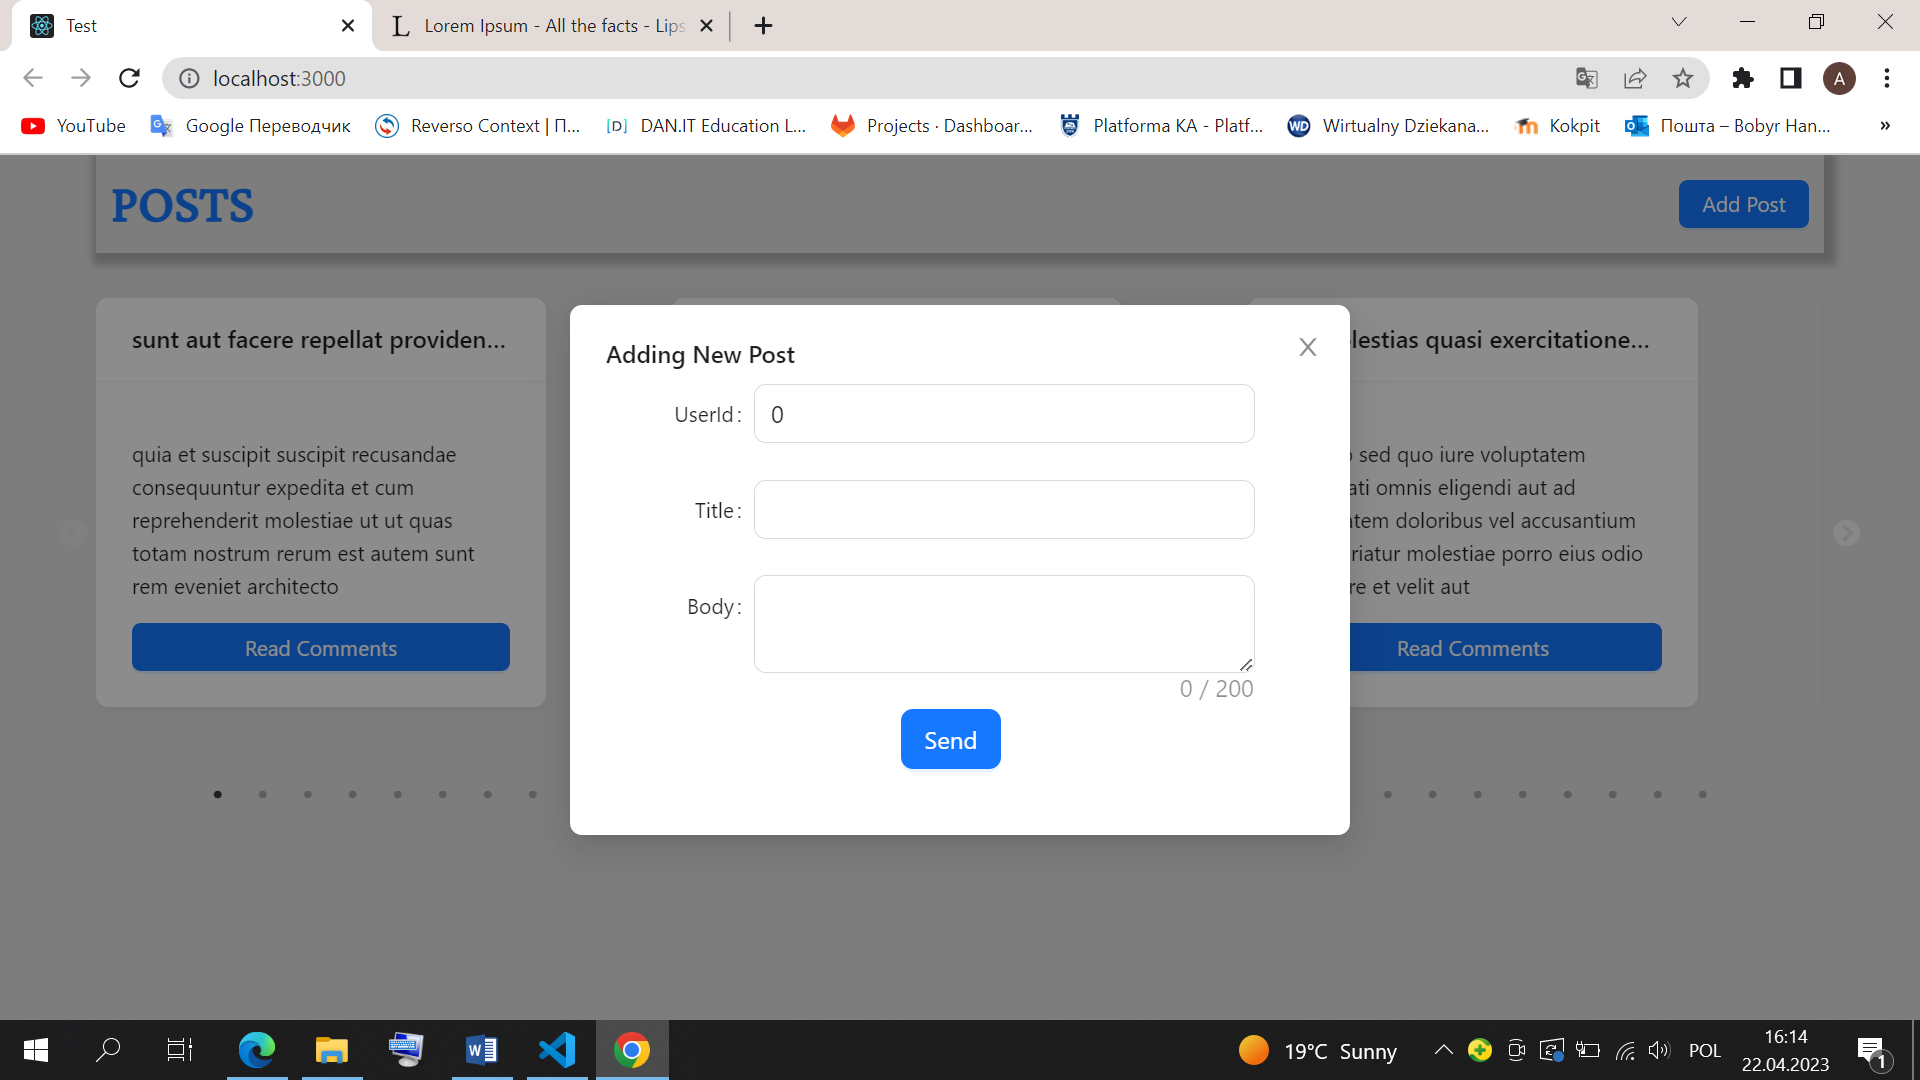 Test
Lorem Ipsum - All the facts - Lips
localhost:3000
YouTube
Google Переводчик
Reverso Context | П...
[D] DAN.IT Education L...
Projects · Dashboar...
Platforma KA - Platf...
WD Wirtualny Dziekana...
Kokpit
Пошта – Bobyr Han...
»
A
POSTS
Add Post
sunt aut facere repellat providen...
quia et suscipit suscipit recusandae
consequuntur expedita et cum
reprehenderit molestiae ut ut quas
totam nostrum rerum est autem sunt
rem eveniet architecto
Read Comments
Adding New Post
X
UserId:
0
Title:
Body:
0 / 200
Send
lestias quasi exercitatione...
sed quo iure voluptatem
ati omnis eligendi aut ad
atem doloribus vel accusantium
riatur molestiae porro eius odio
re et velit aut
Read Comments
19°C Sunny
POL
16:14
22.04.2023
1